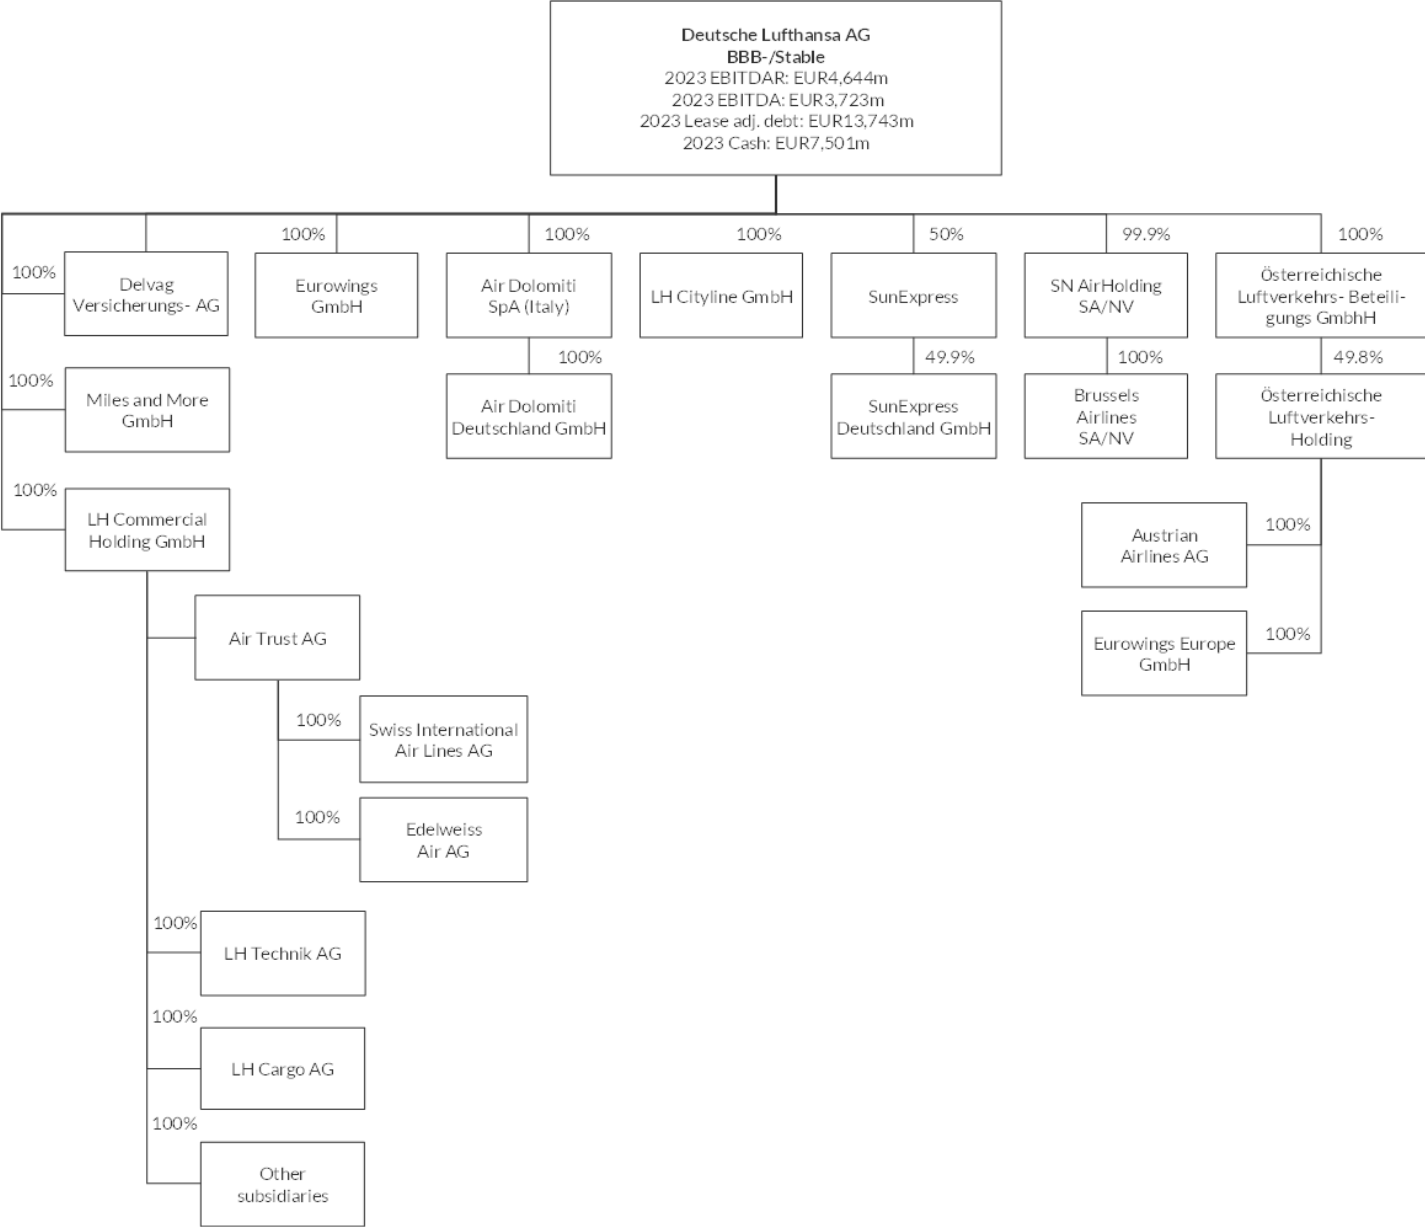 Deutsche Lufthansa AG
BBB-/Stable
2023 EBITDAR: EUR4,644m
2023 EBITDA: EUR3,723m
2023 Lease adj. debt: EUR13,743m
2023 Cash: EUR7,501m
100%
Delvag
Versicherungs- AG
100%
Eurowings
GmbH
100%
Air Dolomiti
SpA (Italy)
100%
LH Cityline GmbH
50%
SunExpress
99.9%
SN AirHolding
SA/NV
100%
Österreichische
Luftverkehrs- Beteili-
gungs GmbhH
100%
Miles and More
GmbH
100%
Air Dolomiti
Deutschland GmbH
49.9%
SunExpress
Deutschland GmbH
100%
Brussels
Airlines
SA/NV
49.8%
Österreichische
Luftverkehrs-
Holding
100%
LH Commercial
Holding GmbH
100%
Austrian
Airlines AG
100%
Eurowings Europe
GmbH
Air Trust AG
100%
Swiss International
Air Lines AG
100%
Edelweiss
Air AG
100%
LH Technik AG
100%
LH Cargo AG
100%
Other
subsidiaries